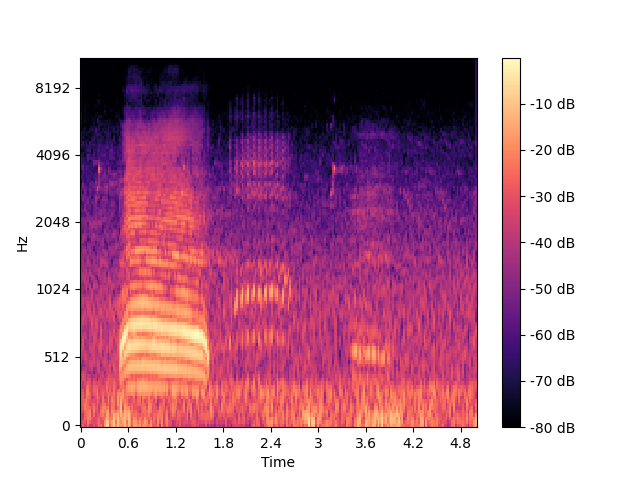 8192
4096
2048
1024
512
0
Hz
0 0.6 1.2 1.8 2.4 3 3.6 4.2 4.8
Time
-10 dB
-20 dB
-30 dB
-40 dB
-50 dB
-60 dB
-70 dB
-80 dB